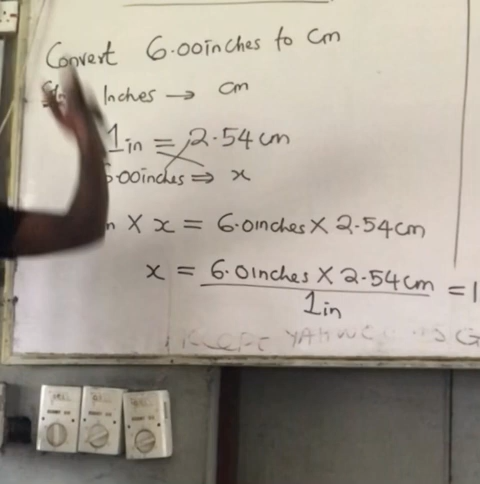 Convert 6.00inches to cm
Inches → cm
1in = 2.54cm
6.00inches ⇒ x
n X x = 6.0inches X 2.54cm
x = 6.0inches X 2.54cm / 1in = 1